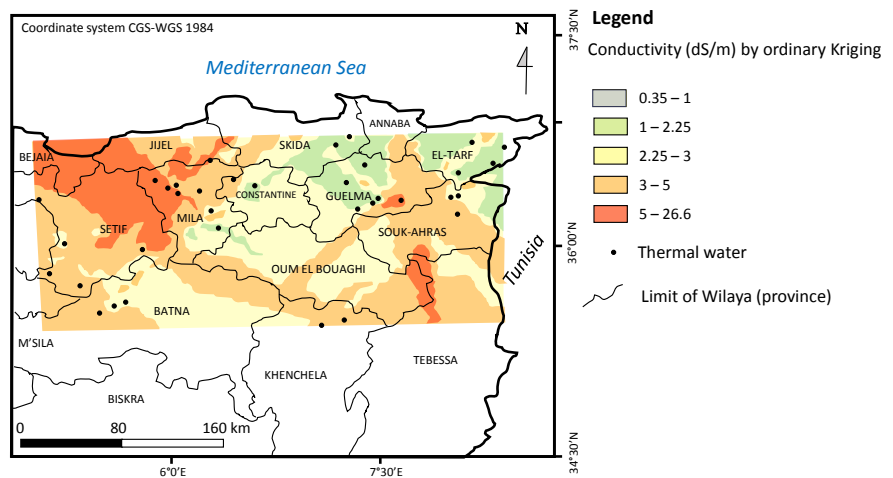 Coordinate system CGS-WGS 1984
N
Mediterranean Sea
ANNABA
JIJEL
SKIDA
BEJAIA
EL-TARF
CONSTANTINE
GUELMA
MILA
SETIF
SOUK-AHRAS
Tunisia
OUM EL BOUAGHI
BATNA
M'SILA
TEBESSA
KHENCHELA
BISKRA
0 80 160 km
6°0'E 7°30'E
37°30'N
36°00'N
34°30'N
Legend
Conductivity (dS/m) by ordinary Kriging
0.35 – 1
1 – 2.25
2.25 – 3
3 – 5
5 – 26.6
Thermal water
Limit of Wilaya (province)